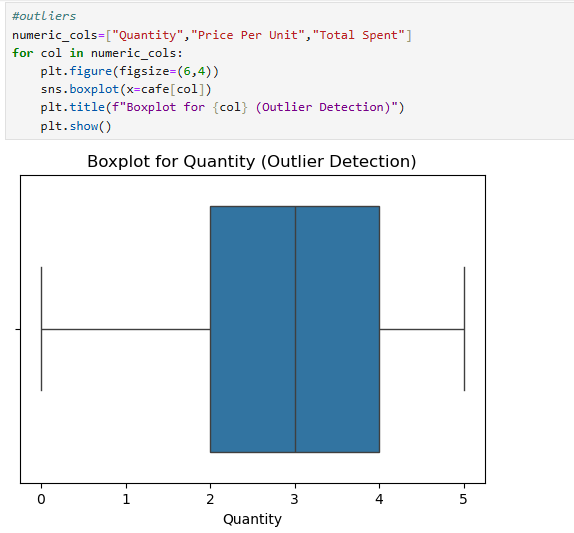 #outliers
numeric_cols=["Quantity","Price Per Unit","Total Spent"]
for col in numeric_cols:
    plt.figure(figsize=(6,4))
    sns.boxplot(x=cafe[col])
    plt.title(f"Boxplot for {col} (Outlier Detection)")
    plt.show()
Boxplot for Quantity (Outlier Detection)
0 1 2 3 4 5
Quantity